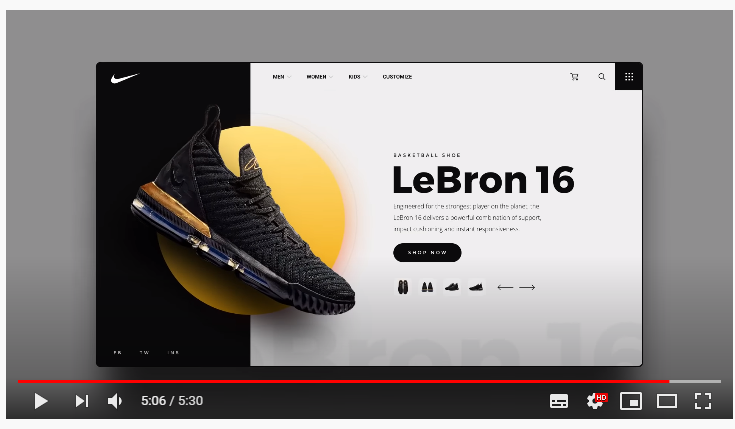 MEN WOMEN KIDS CUSTOMIZE
BASKETBALL SHOE
LeBron 16
Engineered for the strongest player on the planet, the
LeBron 16 delivers a powerful combination of support,
impact cushioning and instant responsiveness
SHOP NOW
FB TW INS
Bron 16
5:06 / 5:30
HD